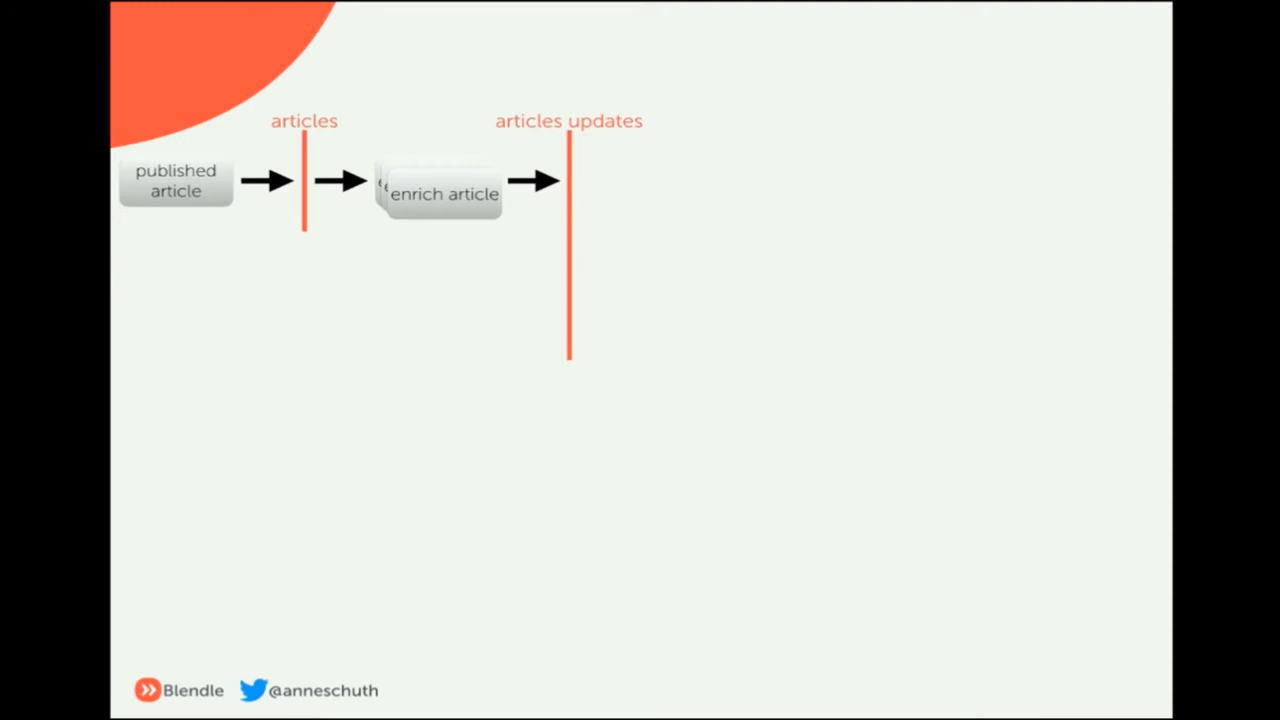 articles
articles updates
published
article
enrich article
Blendle
@anneschuth